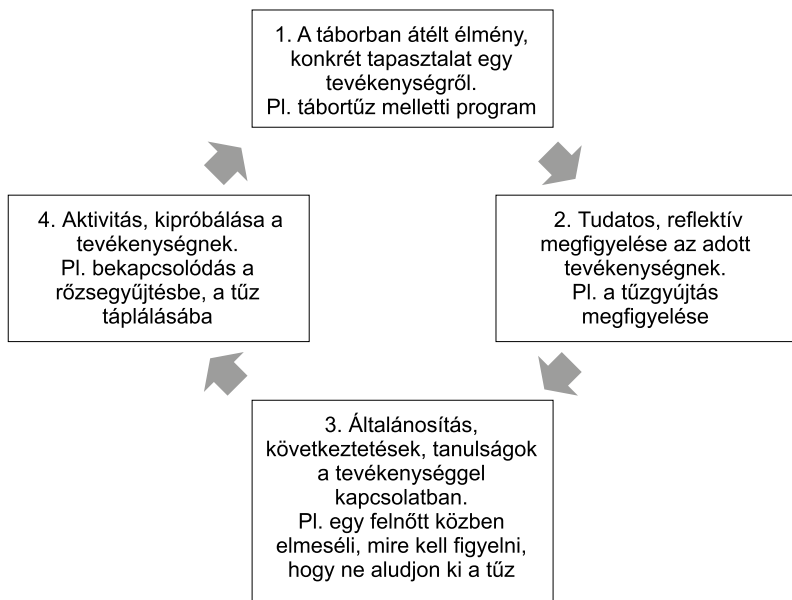 1. A táborban átélt élmény,
konkrét tapasztalat egy
tevékenységről.
Pl. tábortűz melletti program
2. Tudatos, reflektív
megfigyelése az adott
tevékenységnek.
Pl. a tűzgyújtás
megfigyelése
3. Általánosítás,
következtetések, tanulságok
a tevékenységgel
kapcsolatban.
Pl. egy felnőtt közben
elmeséli, mire kell figyelni,
hogy ne aludjon ki a tűz
4. Aktivitás, kipróbálása a
tevékenységnek.
Pl. bekapcsolódás a
rőzsegyűjtésbe, a tűz
táplálásába